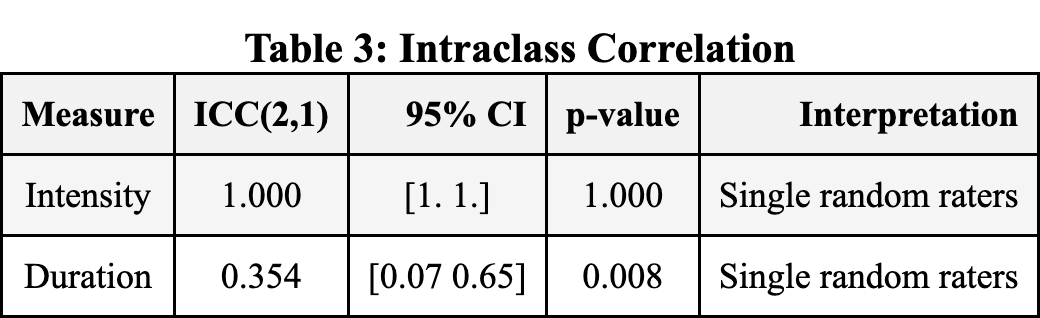 Table 3: Intraclass Correlation
Measure ICC(2,1) 95% CI p-value Interpretation
Intensity 1.000 [1. 1.] 1.000 Single random raters
Duration 0.354 [0.07 0.65] 0.008 Single random raters